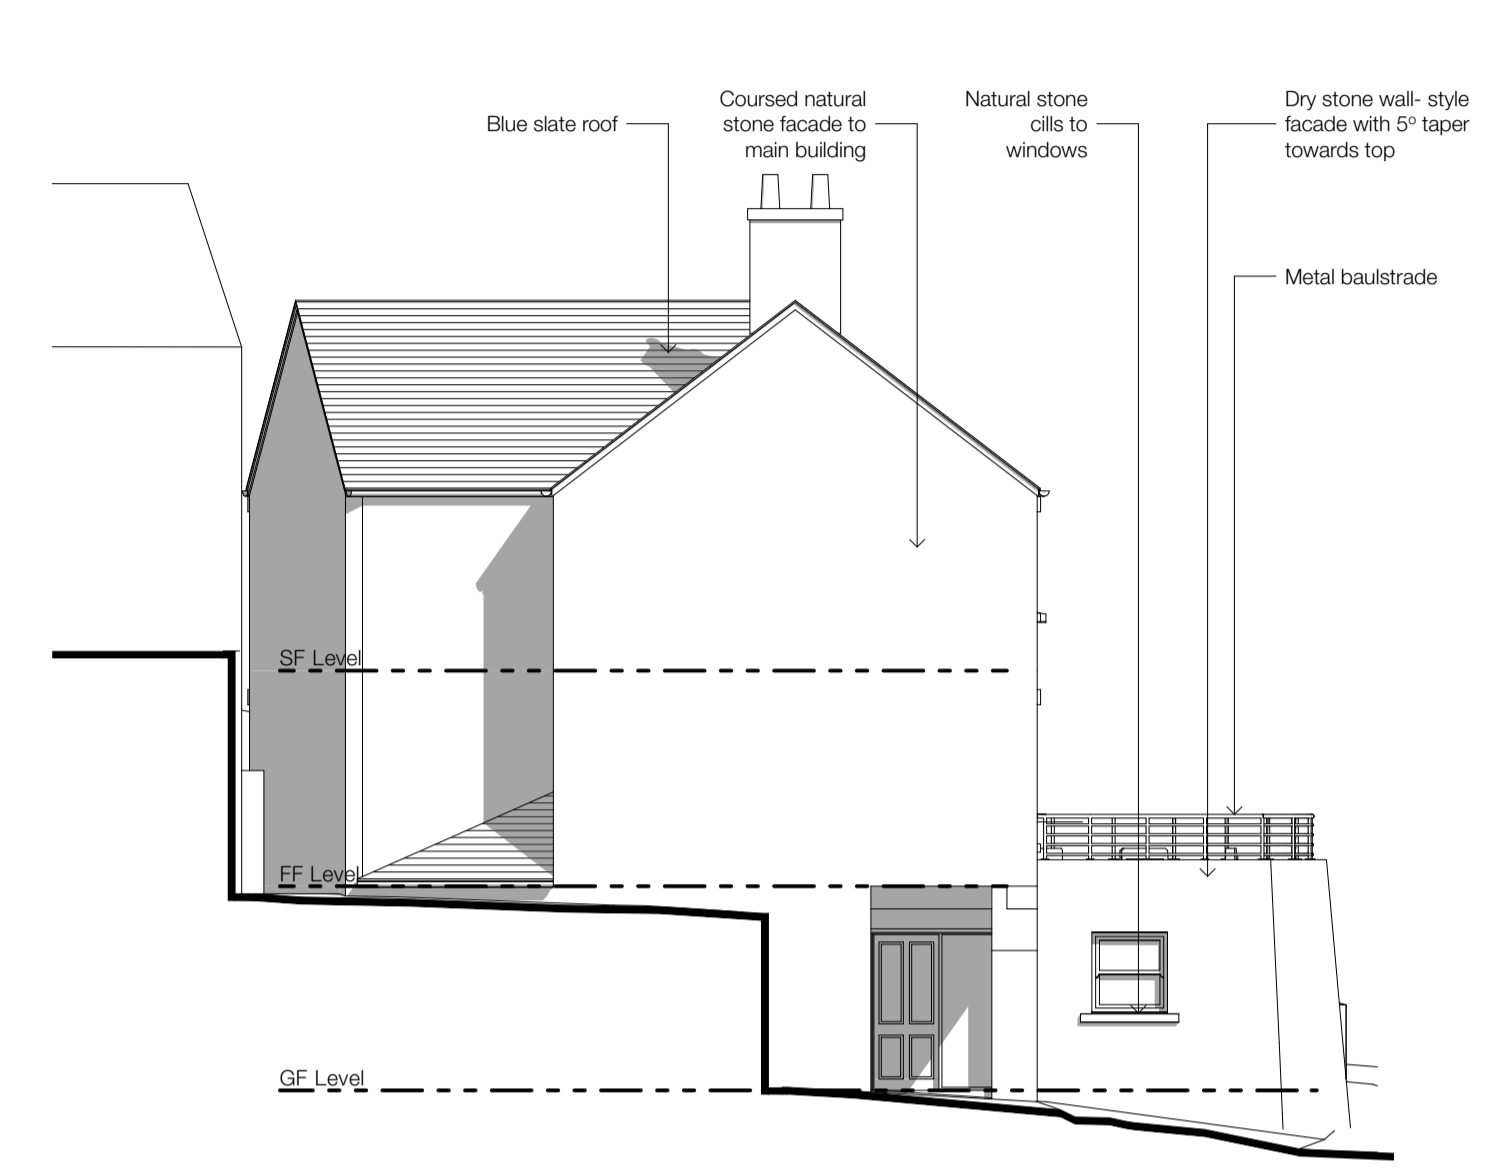 Blue slate roof
Coursed natural
stone facade to
main building
Natural stone
cills to
windows
Dry stone wall- style
facade with 5º taper
towards top
Metal baulstrade
SF Level
FF Level
GF Level